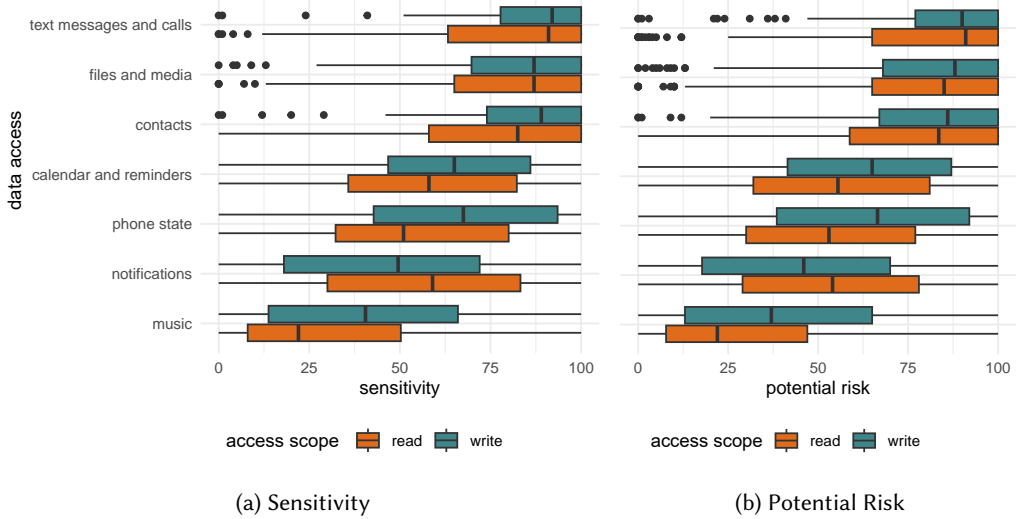 data access
text messages and calls
files and media
contacts
calendar and reminders
phone state
notifications
music
0 25 50 75 100
sensitivity
access scope read write
(a) Sensitivity
0 25 50 75 100
potential risk
access scope read write
(b) Potential Risk